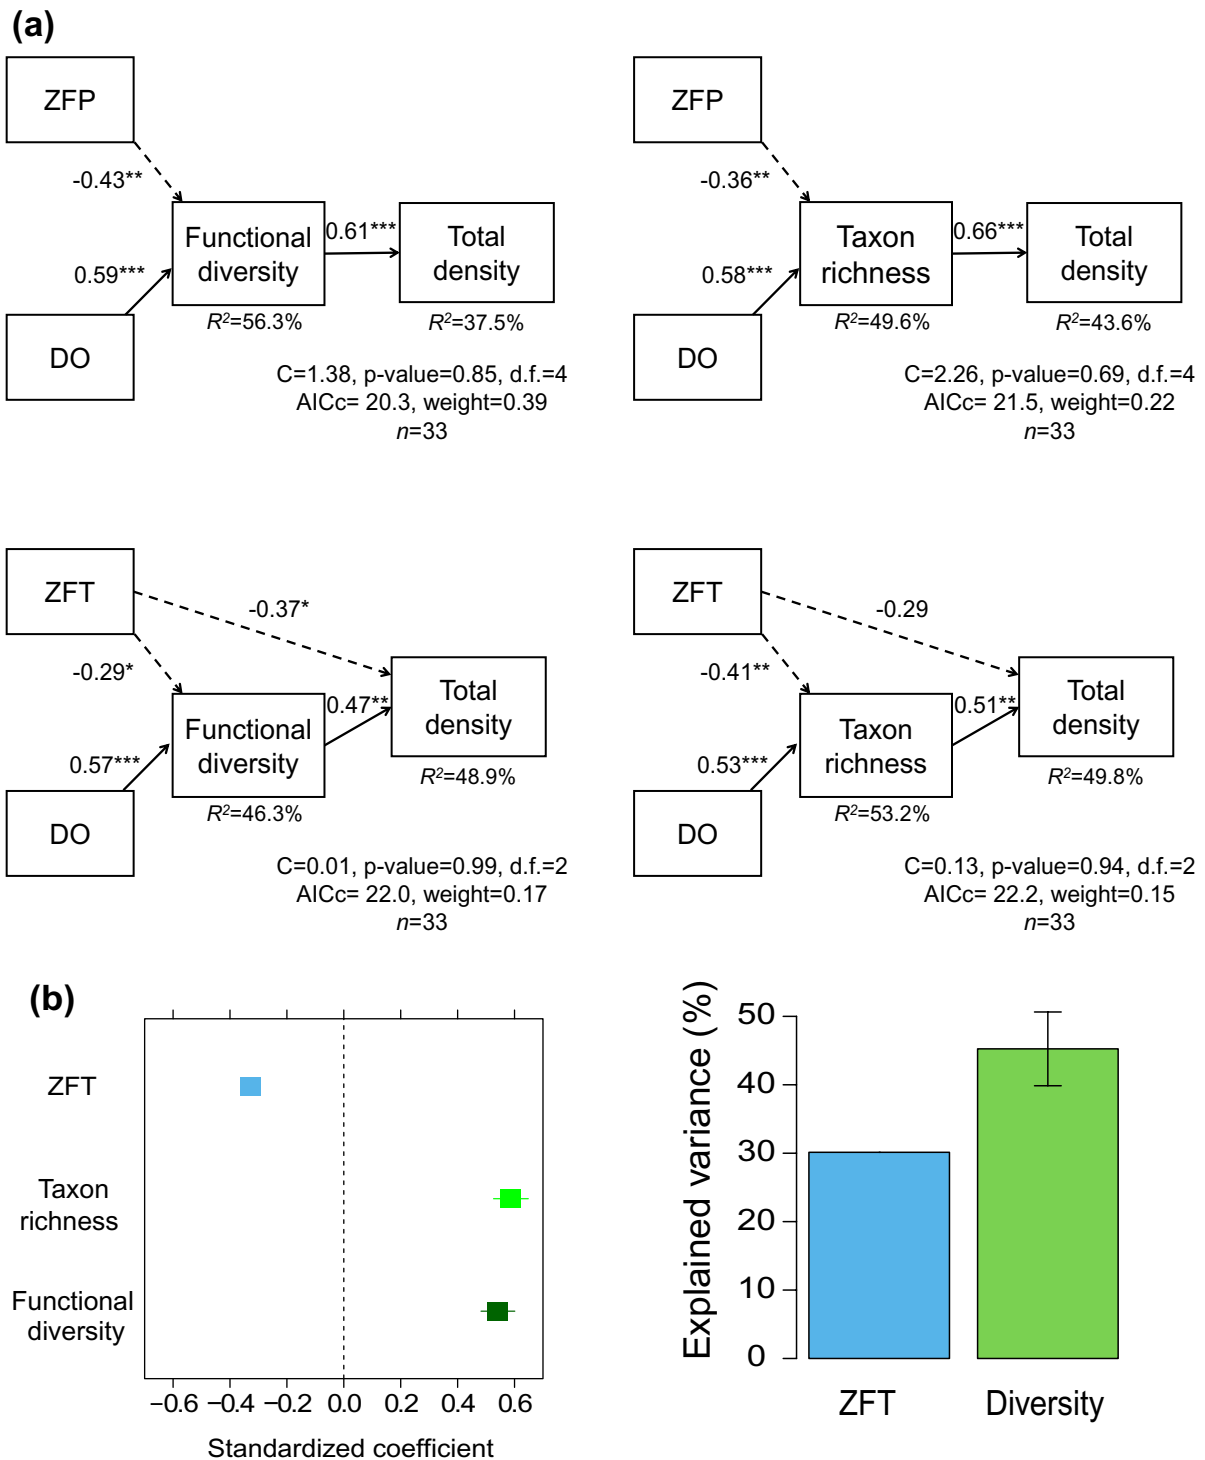 (a)
ZFP
-0.43**
Functional
diversity
0.61***
Total
density
0.59***
DO
R²=56.3%
R²=37.5%
C=1.38, p-value=0.85, d.f.=4
AICc= 20.3, weight=0.39
n=33
ZFP
-0.36**
Taxon
richness
0.66***
Total
density
0.58***
DO
R²=49.6%
R²=43.6%
C=2.26, p-value=0.69, d.f.=4
AICc= 21.5, weight=0.22
n=33
ZFT
-0.37*
-0.29*
Functional
diversity
0.47**
Total
density
0.57***
DO
R²=46.3%
R²=48.9%
C=0.01, p-value=0.99, d.f.=2
AICc= 22.0, weight=0.17
n=33
ZFT
-0.29
-0.41**
Taxon
richness
0.51**
Total
density
0.53***
DO
R²=53.2%
R²=49.8%
C=0.13, p-value=0.94, d.f.=2
AICc= 22.2, weight=0.15
n=33
(b)
ZFT
Taxon
richness
Functional
diversity
−0.6 −0.4 −0.2 0.0 0.2 0.4 0.6
Standardized coefficient
Explained variance (%)
50
40
30
20
10
0
ZFT Diversity